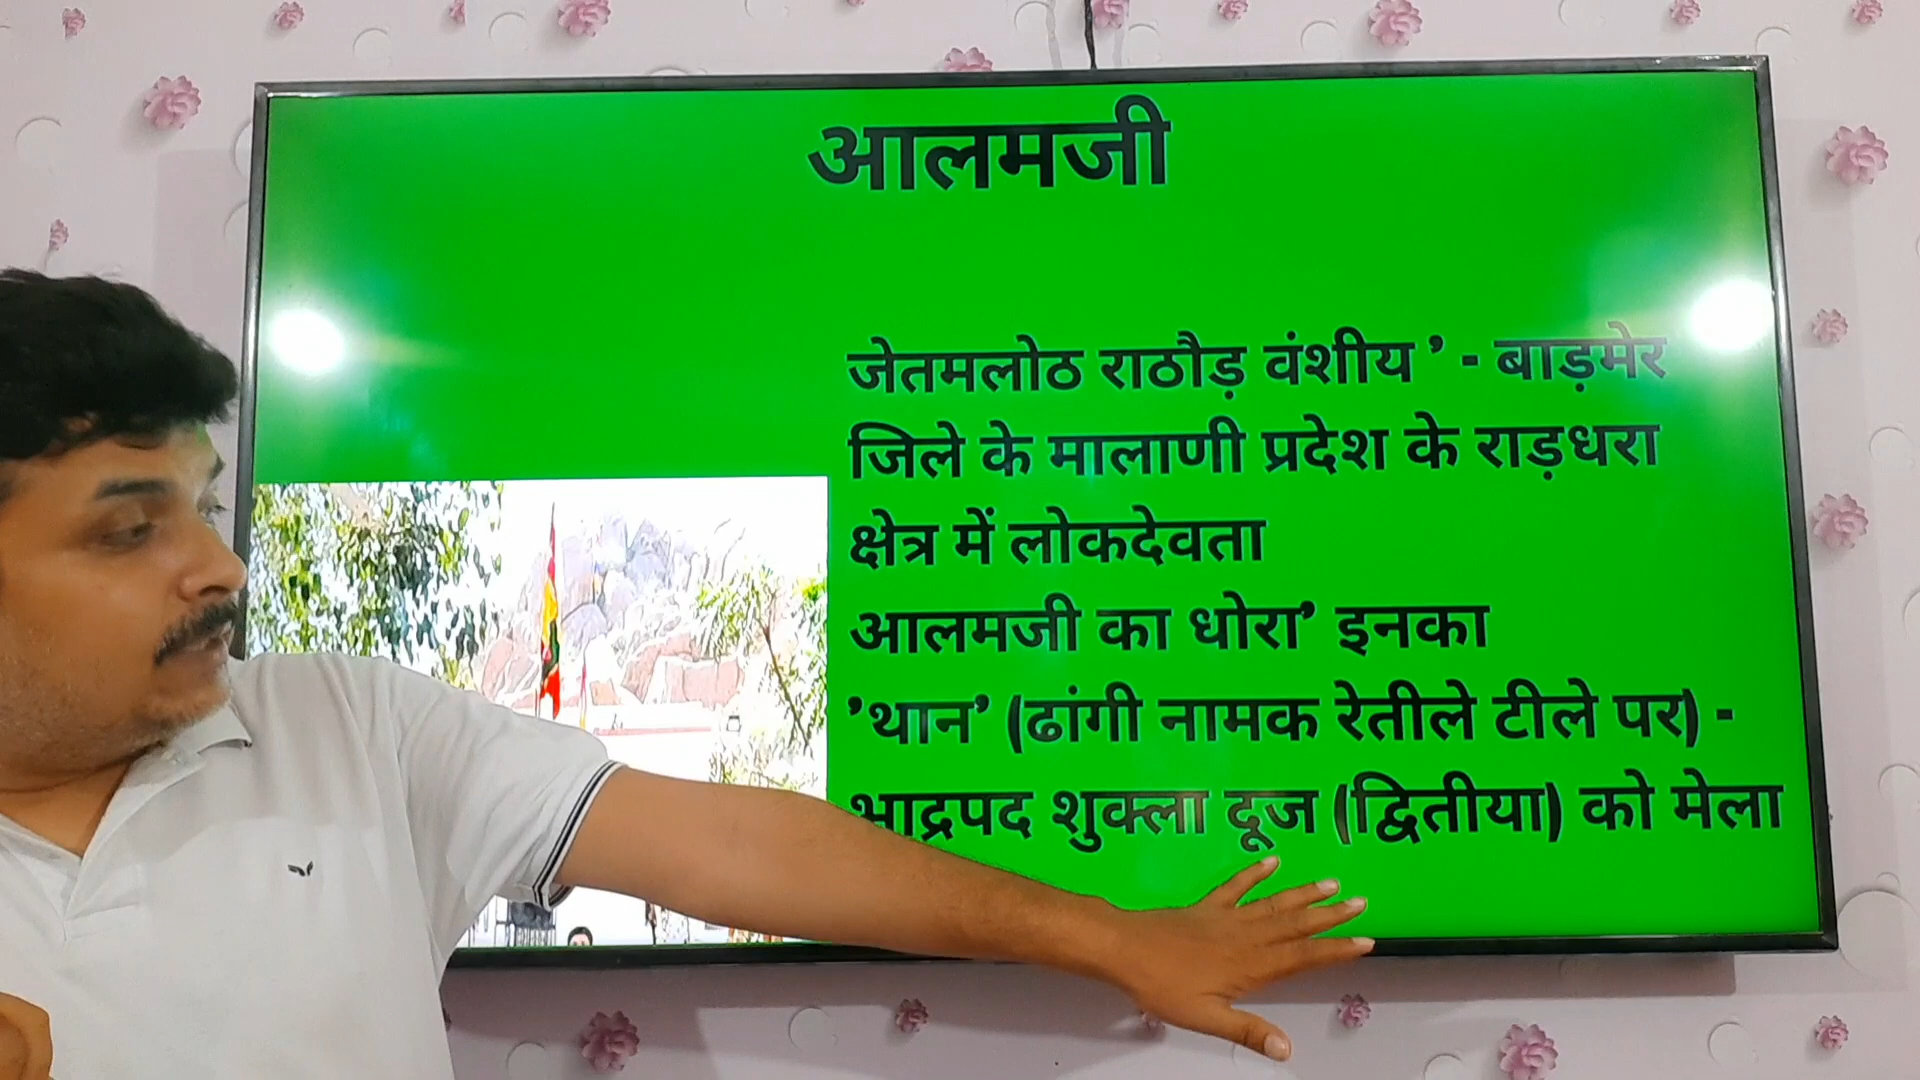 आलमजी
जेतमलोठ राठौड़ वंशीय ’ - बाड़मेर
जिले के मालाणी प्रदेश के राड़धरा
क्षेत्र में लोकदेवता
आलमजी का धोरा’ इनका
’थान’ (ढांगी नामक रेतीले टीले पर) -
भाद्रपद शुक्ला दूज (द्वितीया) को मेला